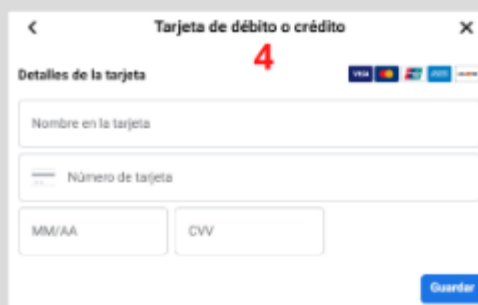 Tarjeta de débito o crédito
4
Detalles de la tarjeta
VISA
Nombre en la tarjeta
Número de tarjeta
MM/AA CVV
Guardar